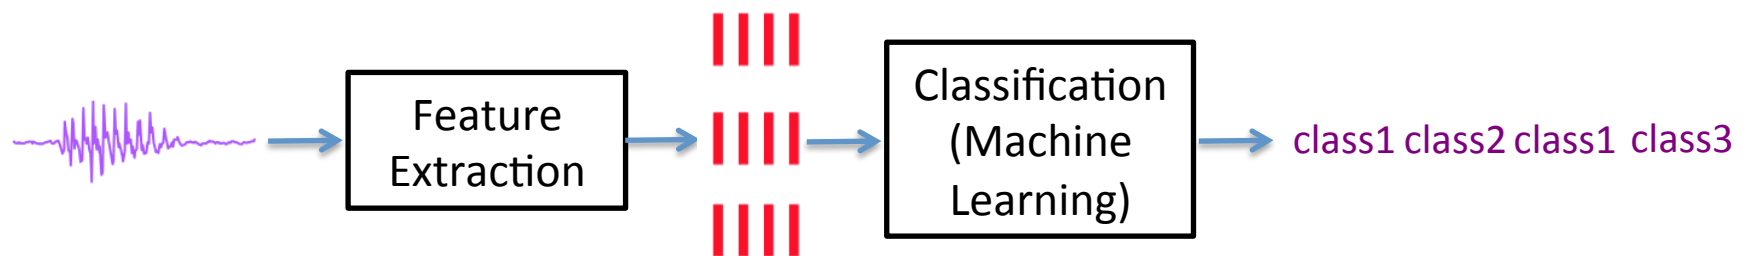 Feature
Extraction
Classification
(Machine
Learning)
class1 class2 class1 class3